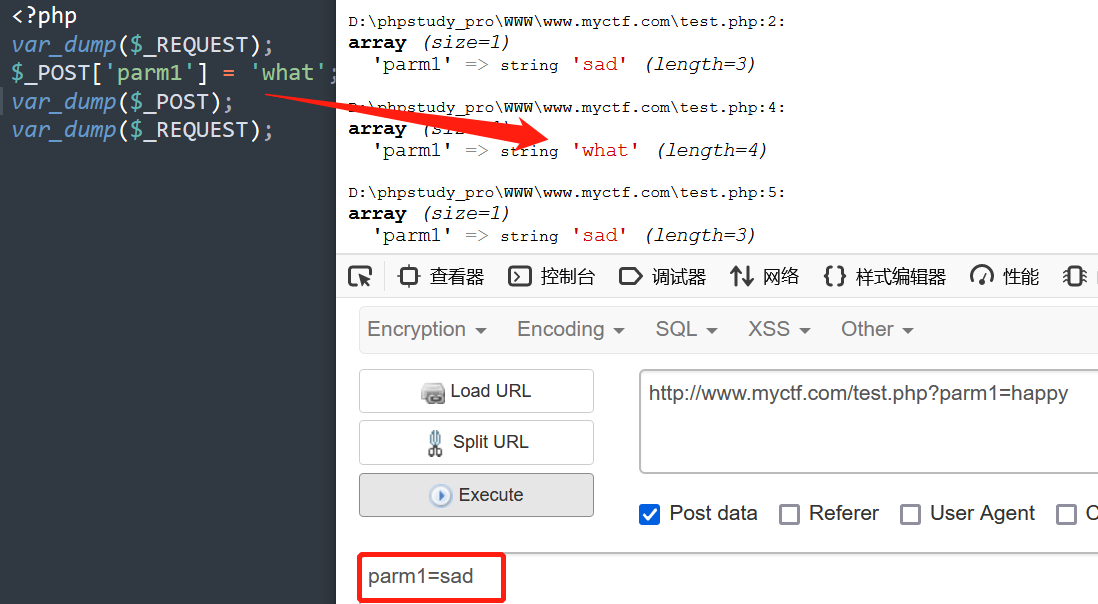 <?php
var_dump($_REQUEST);
$_POST['parm1'] = 'what';
var_dump($_POST);
var_dump($_REQUEST);
D:\phpstudy_pro\WWW\www.myctf.com\test.php:2:
array (size=1)
'parm1' => string 'sad' (length=3)
D:\phpstudy_pro\WWW\www.myctf.com\test.php:4:
array (size=1)
'parm1' => string 'what' (length=4)
D:\phpstudy_pro\WWW\www.myctf.com\test.php:5:
array (size=1)
'parm1' => string 'sad' (length=3)
查看器 控制台 调试器 网络 {} 样式编辑器 性能
Encryption Encoding SQL XSS Other
Load URL
http://www.myctf.com/test.php?parm1=happy
Split URL
Execute
Post data Referer User Agent C
parm1=sad